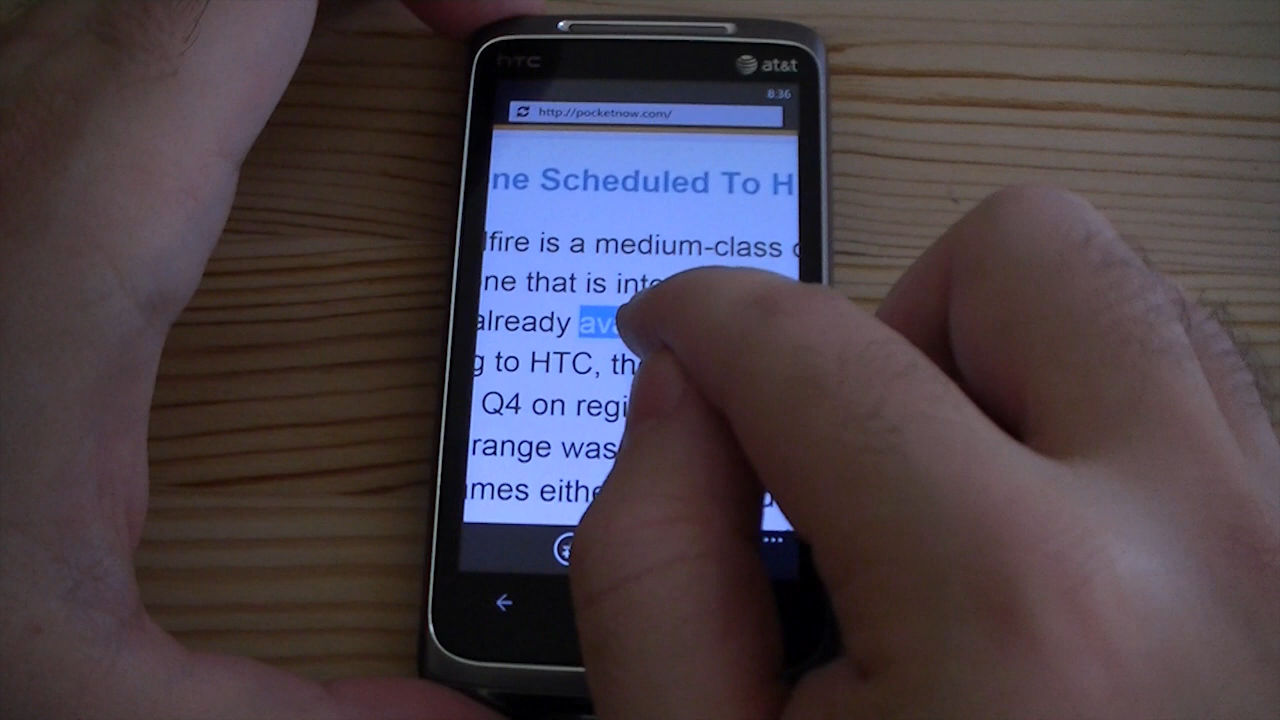 hTC
at&t
8:36
http://pocketnow.com/
ne Scheduled To H
lfire is a medium-class
ne that is inte
already ava
g to HTC, th
Q4 on regi
range was
imes eithe